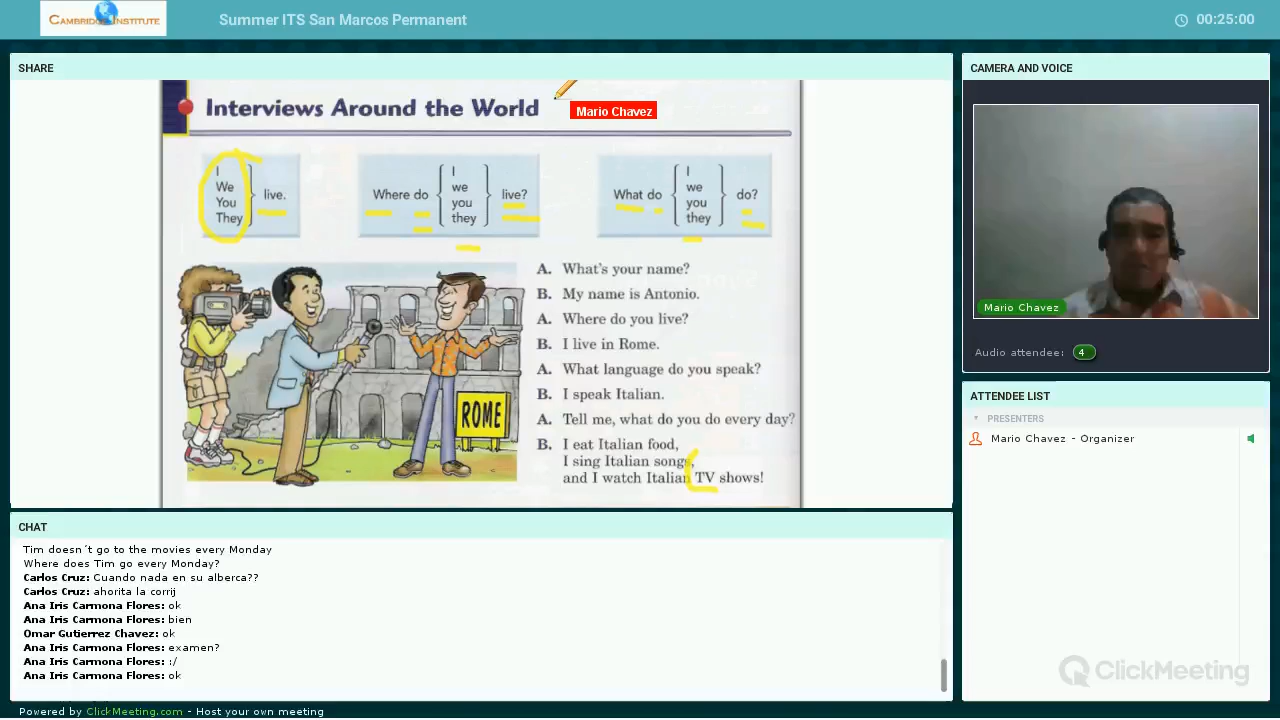 CAMBRIDGE INSTITUTE
Summer ITS San Marcos Permanent
00:25:00
SHARE
Interviews Around the World
Mario Chavez
I
We
You
They
live.
Where do
I
we
you
they
live?
What do
I
we
you
they
do?
A. What's your name?
B. My name is Antonio.
A. Where do you live?
B. I live in Rome.
A. What language do you speak?
B. I speak Italian.
A. Tell me, what do you do every day?
B. I eat Italian food,
I sing Italian songs,
and I watch Italian TV shows!
ROME
CAMERA AND VOICE
Mario Chavez
Audio attendee: 4
ATTENDEE LIST
PRESENTERS
Mario Chavez - Organizer
ClickMeeting
CHAT
Tim doesn´t go to the movies every Monday
Where does Tim go every Monday?
Carlos Cruz: Cuando nada en su alberca??
Carlos Cruz: ahorita la corrij
Ana Iris Carmona Flores: ok
Ana Iris Carmona Flores: bien
Omar Gutierrez Chavez: ok
Ana Iris Carmona Flores: examen?
Ana Iris Carmona Flores: :/
Ana Iris Carmona Flores: ok
Powered by ClickMeeting.com - Host your own meeting